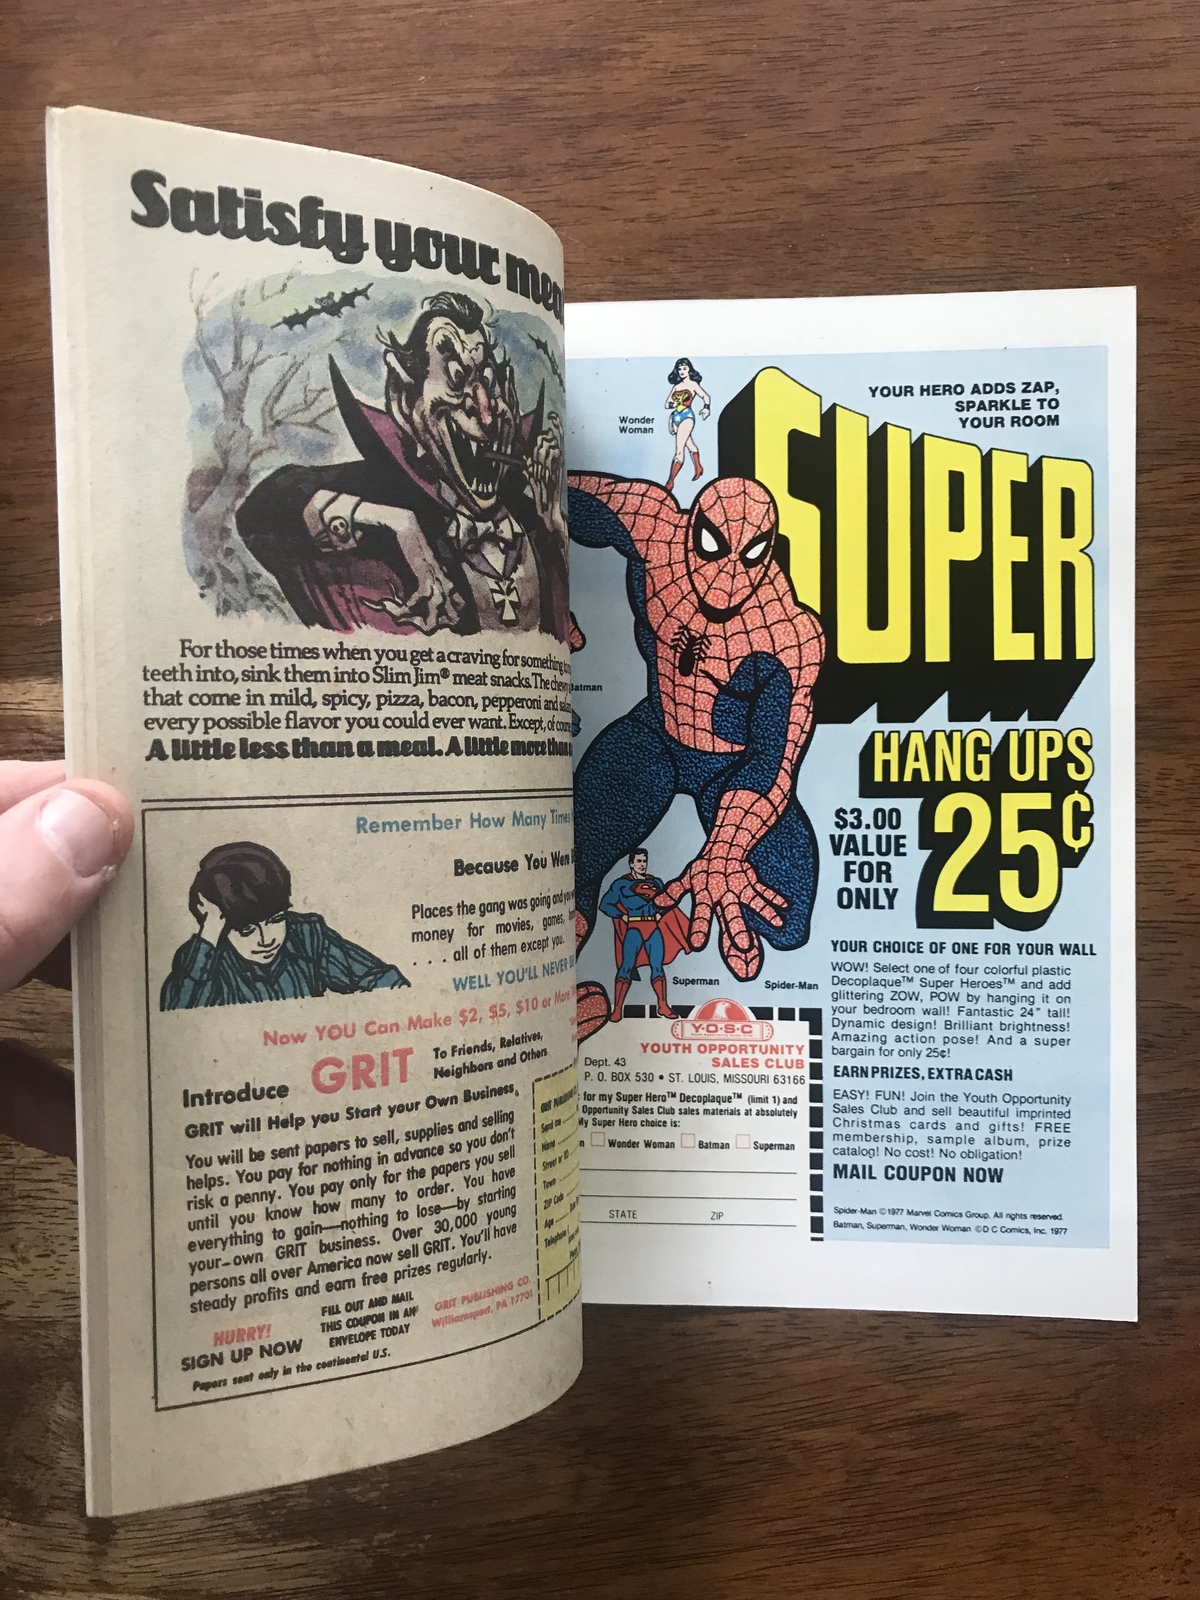 Satisfy your
For those times when you get a craving for something
teeth into, sink them into Slim Jim® meat snacks. The chewy
that come in mild, spicy, pizza, bacon, pepperoni and
every possible flavor you could ever want. Except, of
A little less than a meal. A little more than
Remember How Many Times
Because You Were
Places the gang was going and you
money for movies, games,
. . . all of them except you.
WELL YOU'LL NEVER
Now YOU Can Make $2, $5, $10 or More
Introduce GRIT To Friends, Relatives,
Neighbors and Others
GRIT will Help you Start your Own Business,
You will be sent papers to sell, supplies and selling
helps. You pay for nothing in advance so you don't
risk a penny. You pay only for the papers you sell
until you know how many to order. You have
everything to gain—nothing to lose—by starting
your-own GRIT business. Over 30,000 young
persons all over America now sell GRIT. You'll have
steady profits and earn free prizes regularly.
HURRY!
SIGN UP NOW
FILL OUT AND MAIL
THIS COUPON IN AN
ENVELOPE TODAY
GRIT PUBLISHING CO.
Williamsport, PA 17701
Papers sent only in the continental U.S.
GRIT PUBLISHING
Send me
Name
Street or
Town
ZIP Code
Age
Telephone
YOUR HERO ADDS ZAP,
SPARKLE TO
YOUR ROOM
Wonder
Woman
SUPER
Batman
HANG UPS
$3.00
VALUE
FOR
ONLY
25¢
Superman
Spider-Man
YOUR CHOICE OF ONE FOR YOUR WALL
WOW! Select one of four colorful plastic
Decoplaque™ Super Heroes™ and add
glittering ZOW, POW by hanging it on
your bedroom wall! Fantastic 24" tall!
Dynamic design! Brilliant brightness!
Amazing action pose! And a super
bargain for only 25¢!
EARN PRIZES, EXTRA CASH
EASY! FUN! Join the Youth Opportunity
Sales Club and sell beautiful imprinted
Christmas cards and gifts! FREE
membership, sample album, prize
catalog! No cost! No obligation!
MAIL COUPON NOW
Spider-Man ©1977 Marvel Comics Group. All rights reserved.
Batman, Superman, Wonder Woman ©D C Comics, Inc. 1977
Y·O·S·C
YOUTH OPPORTUNITY
SALES CLUB
Dept. 43
P. O. BOX 530 • ST. LOUIS, MISSOURI 63166
for my Super Hero™ Decoplaque™ (limit 1) and
Opportunity Sales Club sales materials at absolutely
My Super Hero choice is:
Wonder Woman Batman Superman
STATE ZIP